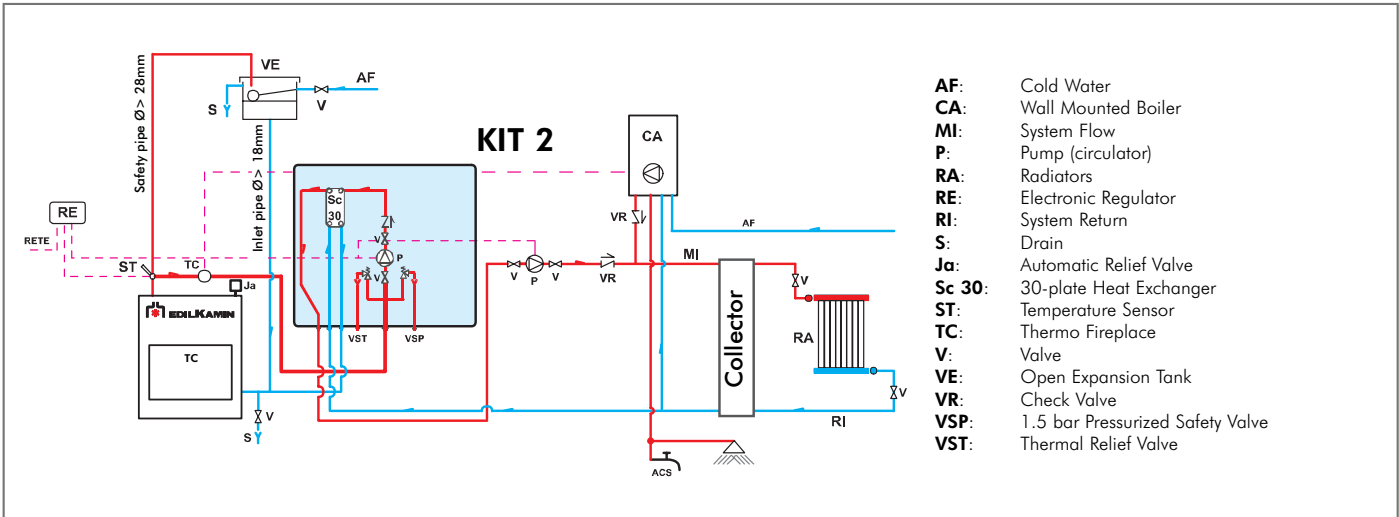 Safety pipe Ø> 28mm
VE
AF
S
V
Inlet pipe Ø> 18mm
KIT 2
CA
Sc
30
RE
RETE
VR
AF
V
P
ST
TC
MI
V
P
V
VR
V
Ja
V
EDILKAMIN
TC
VST
VSP
Collector
RA
V
V
RI
S
ACS
AF: Cold Water
CA: Wall Mounted Boiler
MI: System Flow
P: Pump (circulator)
RA: Radiators
RE: Electronic Regulator
RI: System Return
S: Drain
Ja: Automatic Relief Valve
Sc 30: 30-plate Heat Exchanger
ST: Temperature Sensor
TC: Thermo Fireplace
V: Valve
VE: Open Expansion Tank
VR: Check Valve
VSP: 1.5 bar Pressurized Safety Valve
VST: Thermal Relief Valve